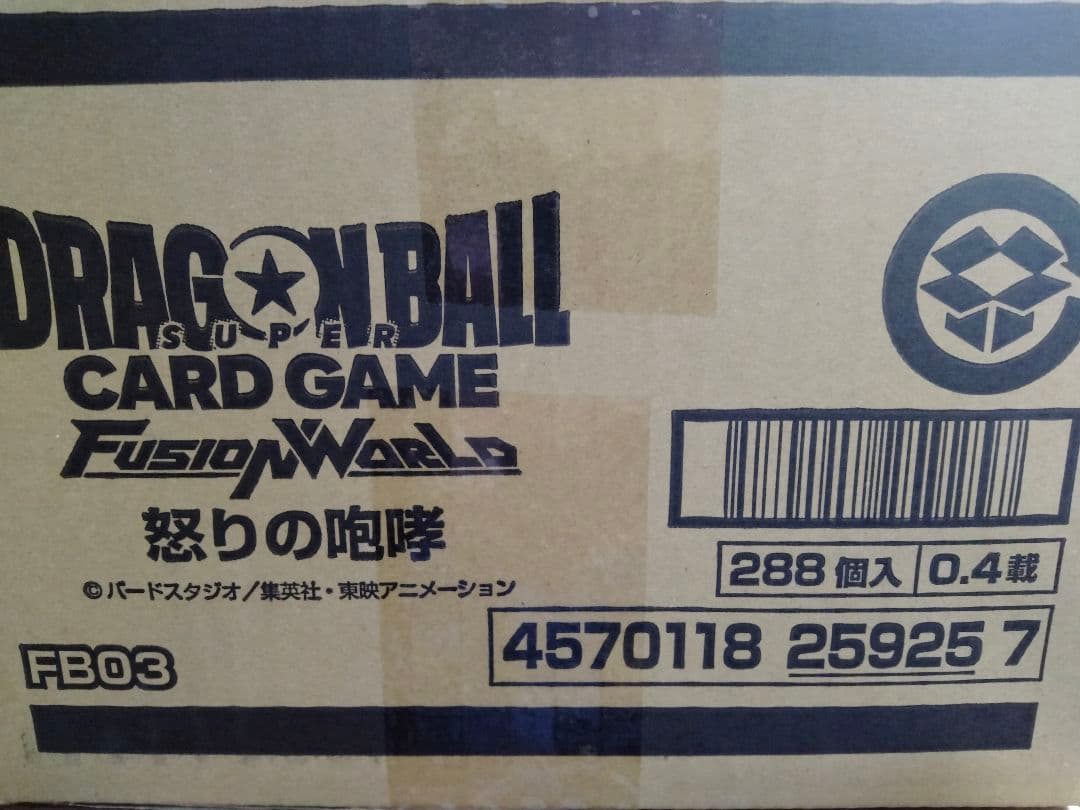 DRAGON BALL
SUPER
CARD GAME
FUSION WORLD
怒りの咆哮
©バードスタジオ/集英社・東映アニメーション
FB03
288個入 0.4載
4570118 25925 7